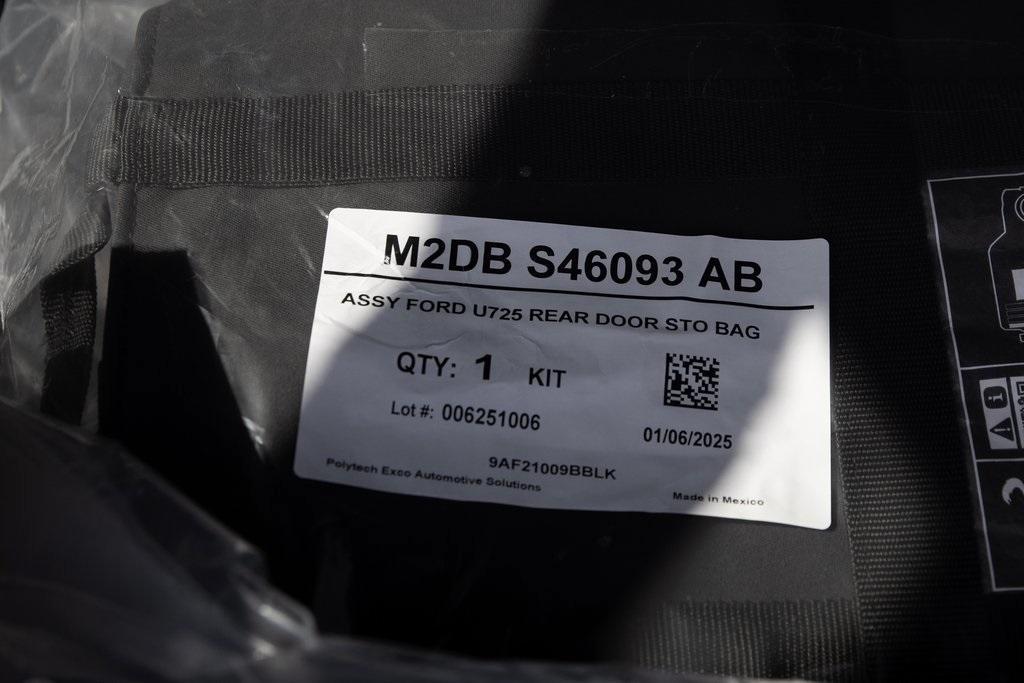 M2DB S46093 AB
ASSY FORD U725 REAR DOOR STO BAG
QTY: 1 KIT
Lot #: 006251006
01/06/2025
9AF21009BBLK
Polytech Exco Automotive Solutions
Made in Mexico